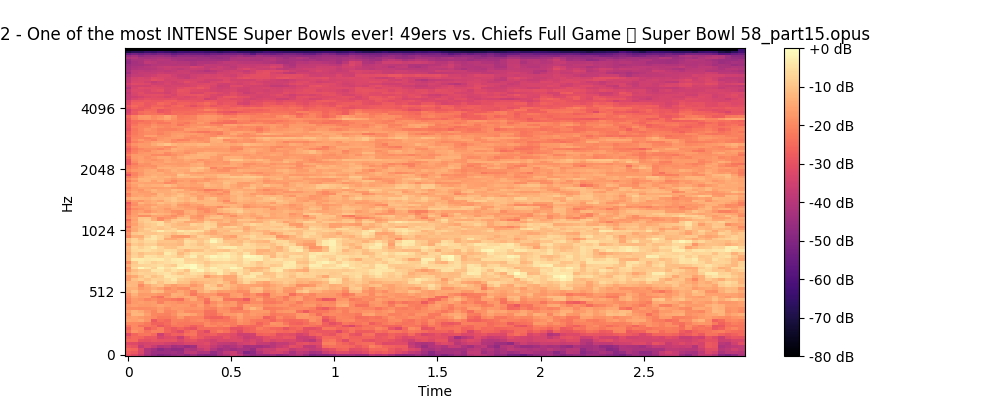 2 - One of the most INTENSE Super Bowls ever! 49ers vs. Chiefs Full Game  Super Bowl 58_part15.opus
+0 dB
-10 dB
-20 dB
-30 dB
-40 dB
-50 dB
-60 dB
-70 dB
-80 dB
4096
2048
1024
512
0
Hz
0 0.5 1 1.5 2 2.5
Time